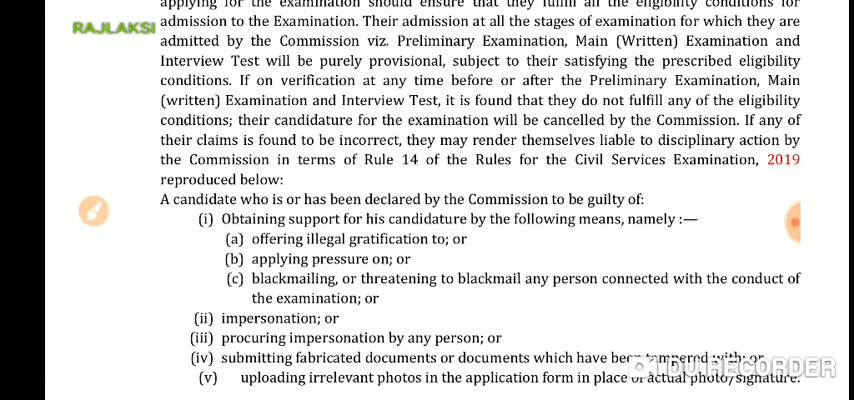 applying for the examination should ensure that they fulfill all the eligibility conditions for
RAJLAKSI
admission to the Examination. Their admission at all the stages of examination for which they are
admitted by the Commission viz. Preliminary Examination, Main (Written) Examination and
Interview Test will be purely provisional, subject to their satisfying the prescribed eligibility
conditions. If on verification at any time before or after the Preliminary Examination, Main
(written) Examination and Interview Test, it is found that they do not fulfill any of the eligibility
conditions; their candidature for the examination will be cancelled by the Commission. If any of
their claims is found to be incorrect, they may render themselves liable to disciplinary action by
the Commission in terms of Rule 14 of the Rules for the Civil Services Examination, 2019
reproduced below:
A candidate who is or has been declared by the Commission to be guilty of:
(i) Obtaining support for his candidature by the following means, namely :—
(a) offering illegal gratification to; or
(b) applying pressure on; or
(c) blackmailing, or threatening to blackmail any person connected with the conduct of
the examination; or
(ii) impersonation; or
(iii) procuring impersonation by any person; or
(iv) submitting fabricated documents or documents which have been tampered with; or
(v) uploading irrelevant photos in the application form in place of actual photo/signature.
DU RECORDER